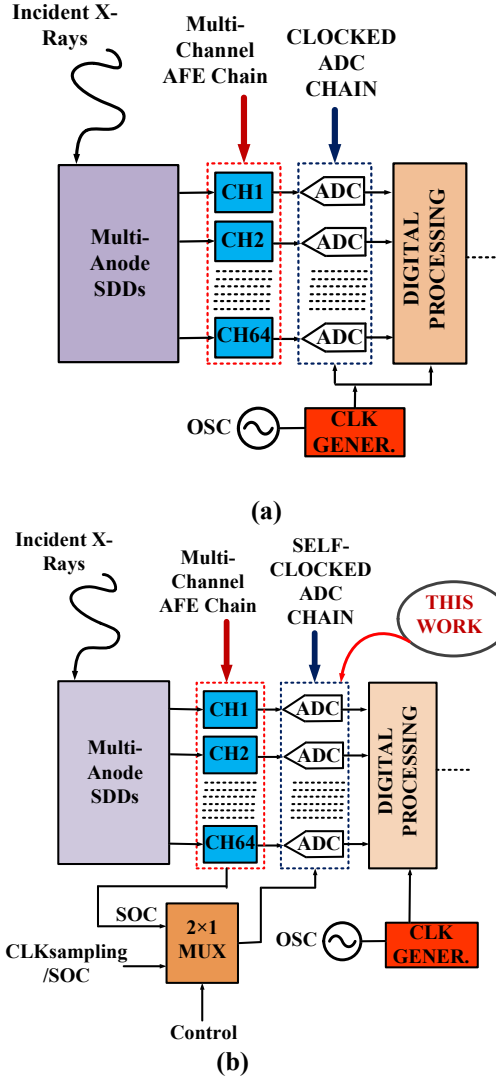 Incident X-
Rays
Multi-
Channel
AFE Chain
CLOCKED
ADC
CHAIN
Multi-
Anode
SDDs
CH1
CH2
CH64
ADC
ADC
ADC
DIGITAL
PROCESSING
OSC
CLK
GENER.
(a)
Incident X-
Rays
Multi-
Channel
AFE Chain
SELF-
CLOCKED
ADC
CHAIN
THIS
WORK
Multi-
Anode
SDDs
CH1
CH2
CH64
ADC
ADC
ADC
DIGITAL
PROCESSING
SOC
2×1
MUX
CLKsampling
/SOC
Control
OSC
CLK
GENER.
(b)